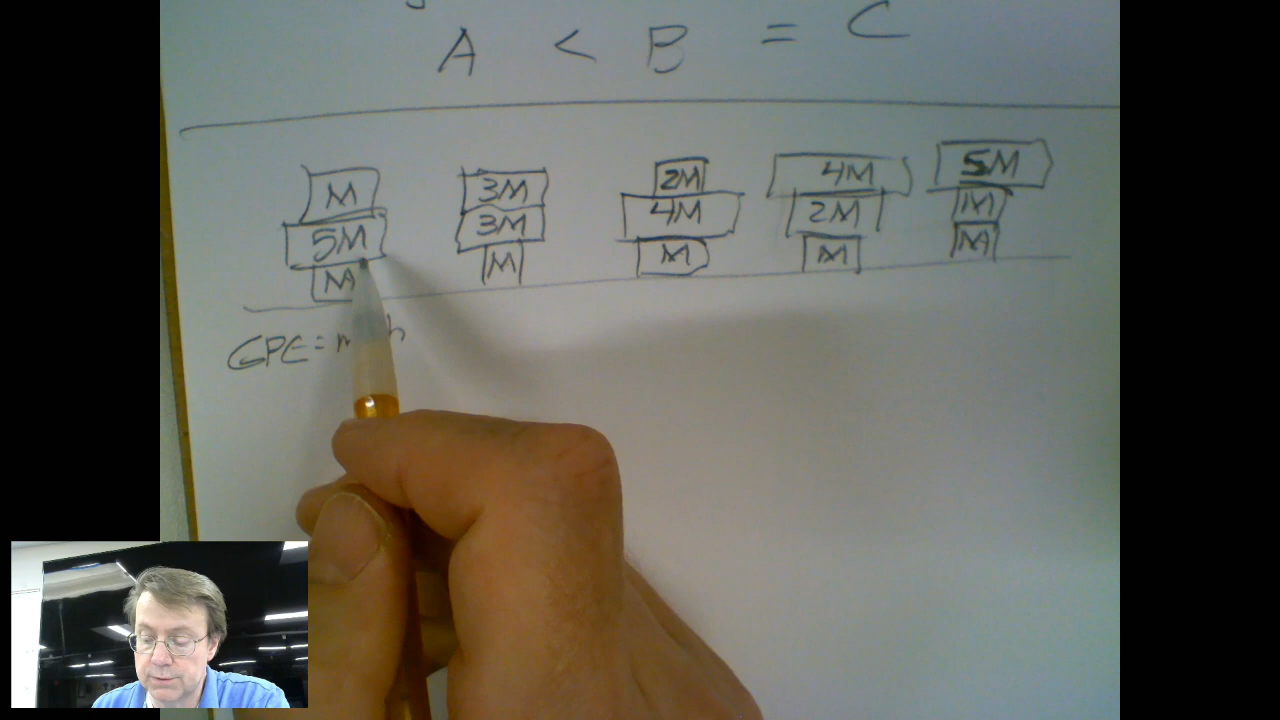 A < B = C
M 3M 2M 4M 5M
5M 3M 4M 2M M
M M M M M
GPE = m h